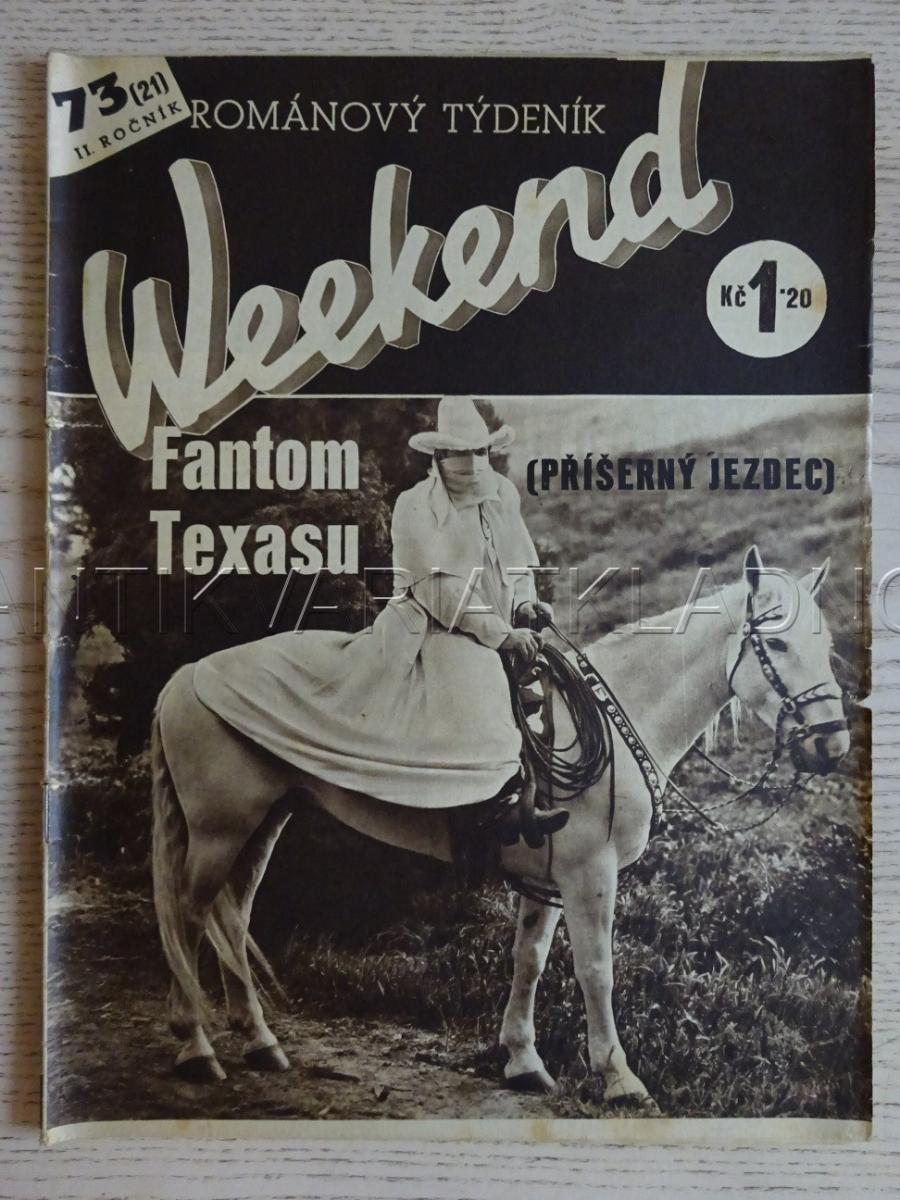 73 (21)
II. ROČNÍK
ROMÁNOVÝ TÝDENÍK
Weekend
Kč 1·20
Fantom
Texasu
(PŘÍŠERNÝ JEZDEC)
ANTIKVARIATKLADNO